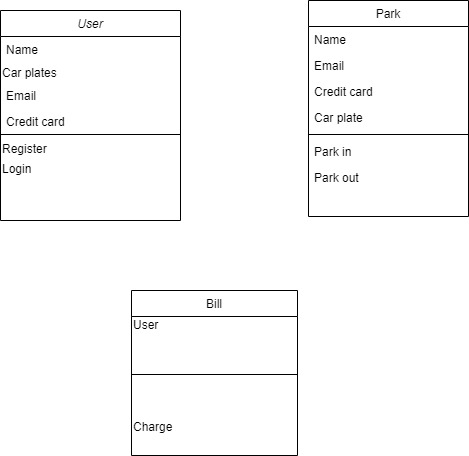 User
Name
Car plates
Email
Credit card
Register
Login
Park
Name
Email
Credit card
Car plate
Park in
Park out
Bill
User
Charge